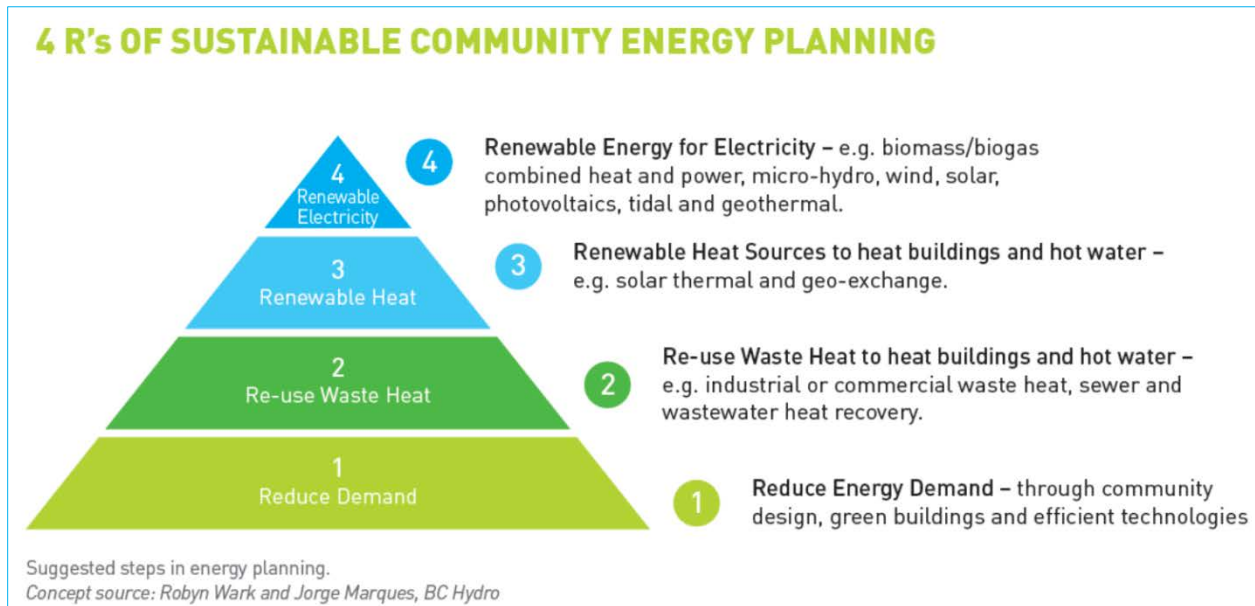 4 R's OF SUSTAINABLE COMMUNITY ENERGY PLANNING
4
Renewable
Electricity
4
Renewable Energy for Electricity – e.g. biomass/biogas
combined heat and power, micro-hydro, wind, solar,
photovoltaics, tidal and geothermal.
3
Renewable Heat
3
Renewable Heat Sources to heat buildings and hot water –
e.g. solar thermal and geo-exchange.
2
Re-use Waste Heat
2
Re-use Waste Heat to heat buildings and hot water –
e.g. industrial or commercial waste heat, sewer and
wastewater heat recovery.
1
Reduce Demand
1
Reduce Energy Demand – through community
design, green buildings and efficient technologies
Suggested steps in energy planning.
Concept source: Robyn Wark and Jorge Marques, BC Hydro